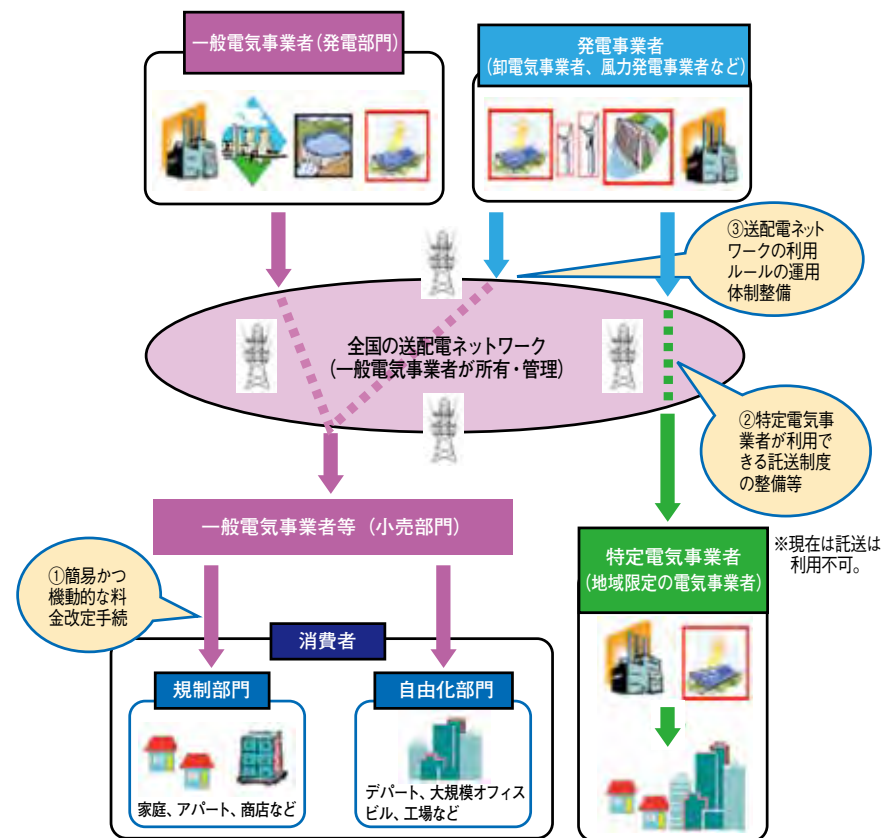 一般電気事業者（発電部門）
発電事業者
（卸電気事業者、風力発電事業者など）
③送配電ネット
ワークの利用
ルールの運用
体制整備
全国の送配電ネットワーク
（一般電気事業者が所有・管理）
②特定電気事
業者が利用で
きる託送制度
の整備等
一般電気事業者等（小売部門）
①簡易かつ
機動的な料
金改定手続
特定電気事業者
（地域限定の電気事業者）
※現在は託送は
利用不可。
消費者
規制部門
自由化部門
家庭、アパート、商店など
デパート、大規模オフィス
ビル、工場など